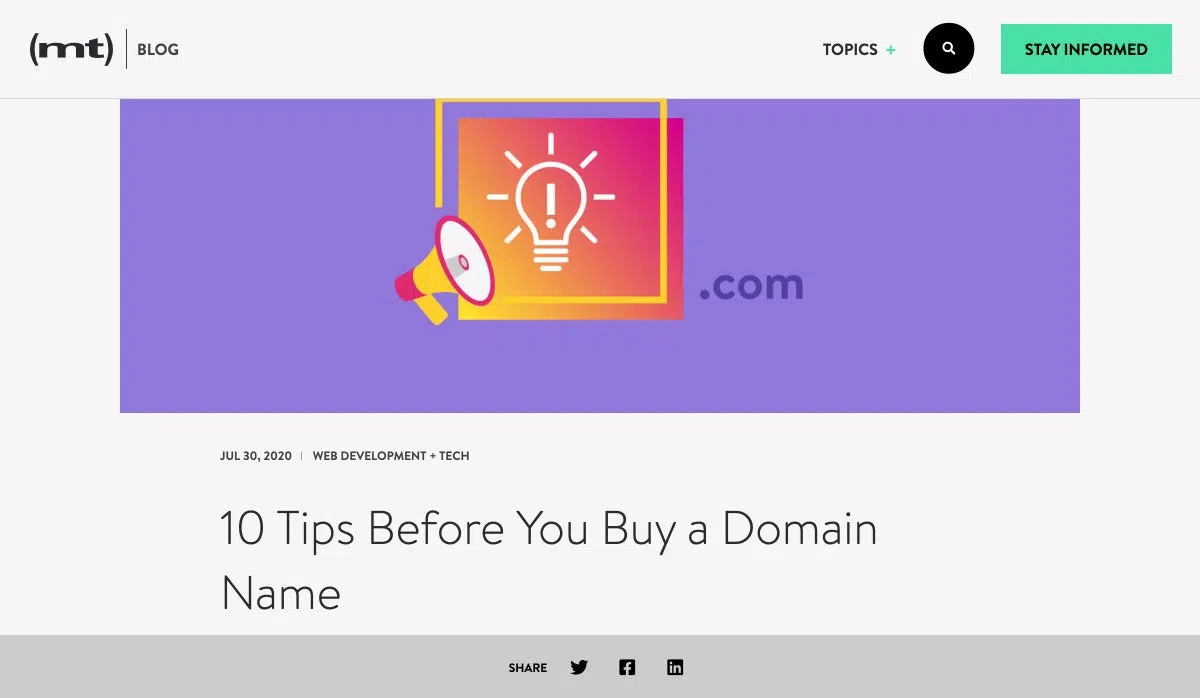 (mt) BLOG
TOPICS +
STAY INFORMED
.com
JUL 30, 2020 | WEB DEVELOPMENT + TECH
10 Tips Before You Buy a Domain
Name
SHARE